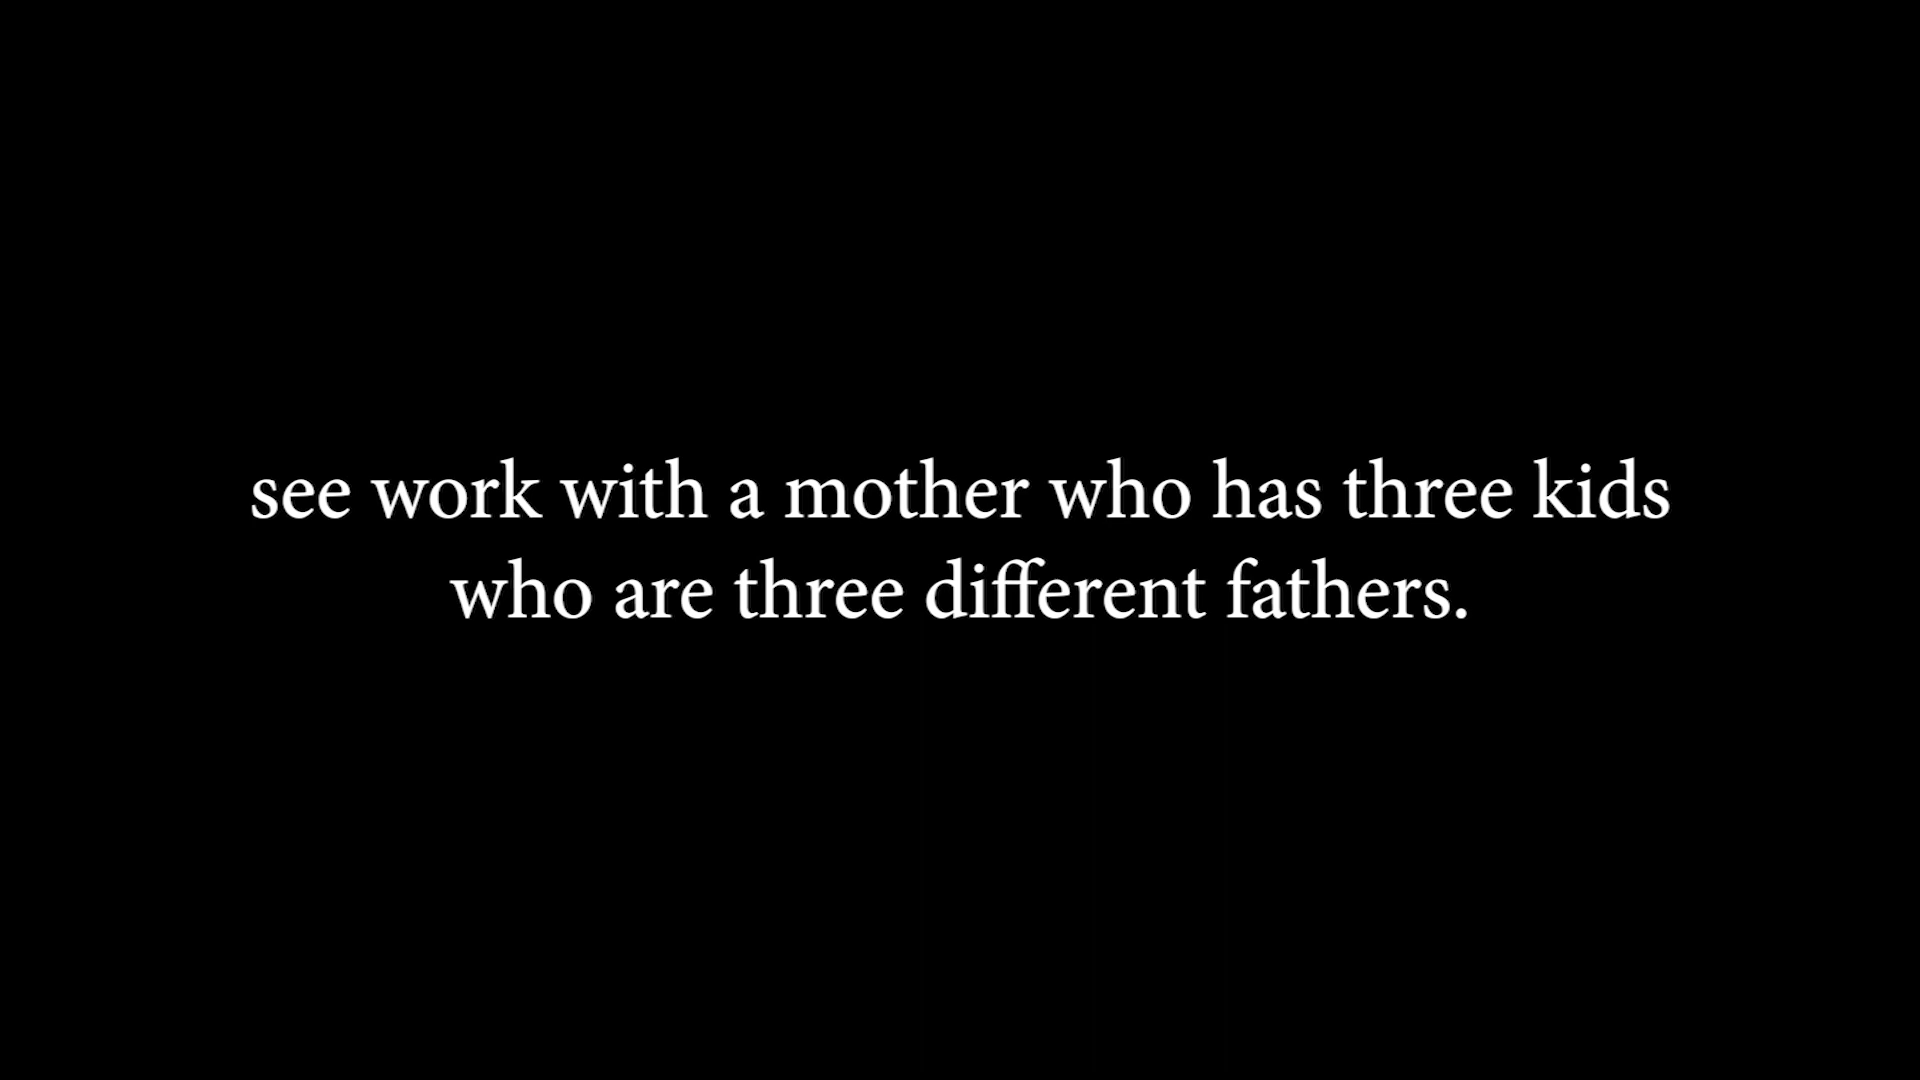 see work with a mother who has three kids
who are three different fathers.